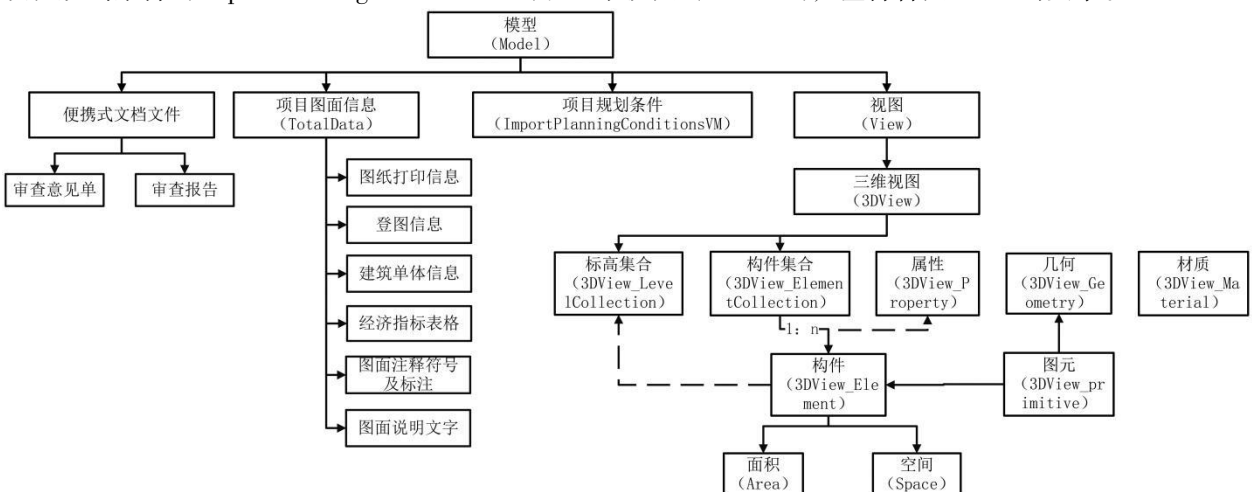 模型
(Model)
便携式文档文件
项目图面信息
(TotalData)
项目规划条件
(ImportPlanningConditionsVM)
视图
(View)
审查意见单
审查报告
图纸打印信息
登图信息
建筑单体信息
经济指标表格
图面注释符号
及标注
图面说明文字
三维视图
(3DView)
标高集合
(3DView_Leve
lCollection)
构件集合
(3DView_Elemen
tCollection)
属性
(3DView_P
roperty)
几何
(3DView_Ge
ometry)
材质
(3DView_Ma
terial)
1: n
构件
(3DView_Ele
ment)
图元
(3DView_pr
imitive)
面积
(Area)
空间
(Space)